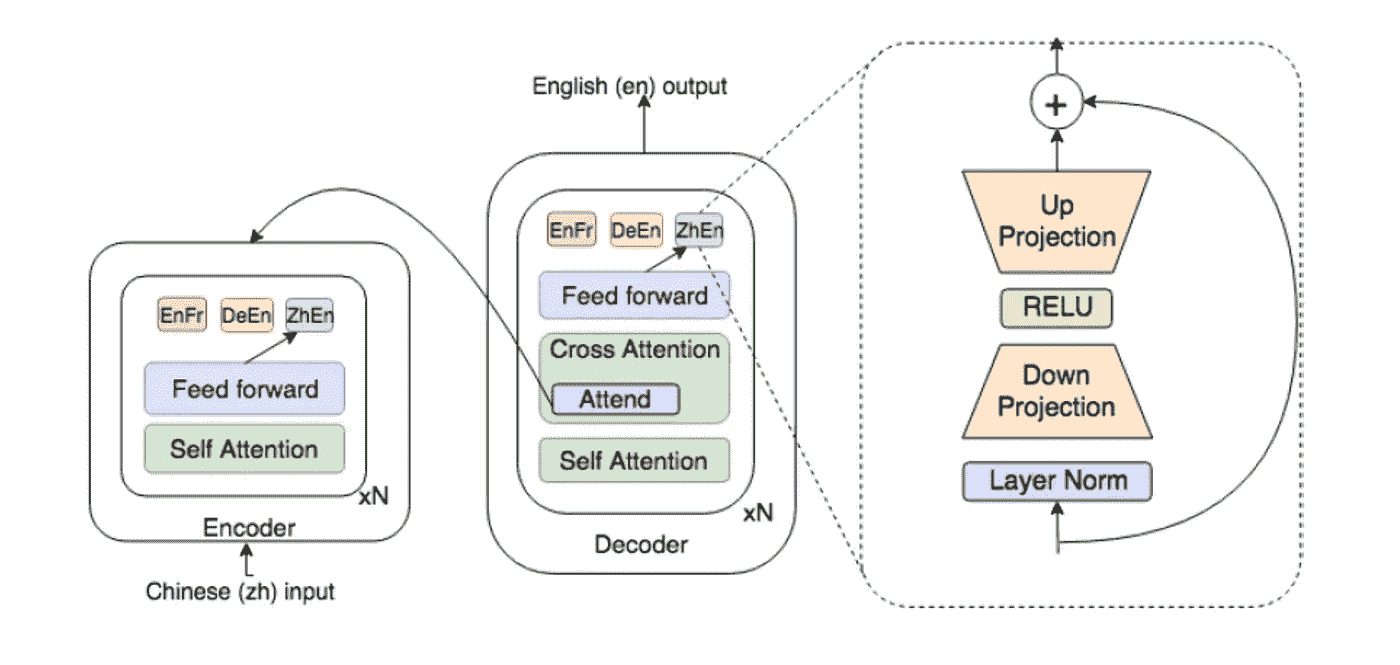 English (en) output
EnFr DeEn ZhEn
Feed forward
Cross Attention
Attend
Self Attention
xN
Decoder
EnFr DeEn ZhEn
Feed forward
Self Attention
xN
Encoder
Chinese (zh) input
+
Up
Projection
RELU
Down
Projection
Layer Norm